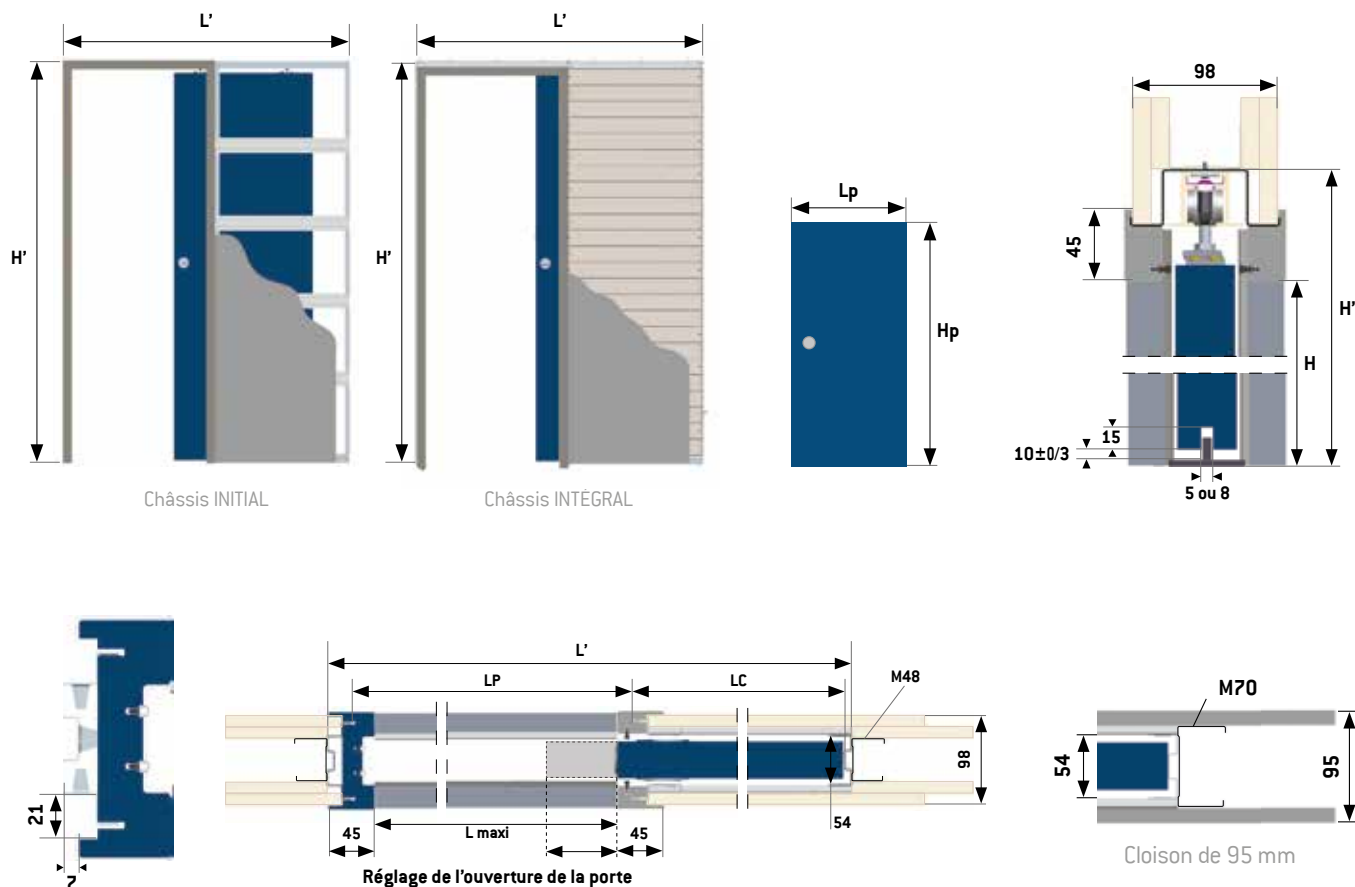 L'
L'
98
H'
H'
Lp
Hp
45
H
H'
15
10±0/3
5 ou 8
Châssis INITIAL
Châssis INTÉGRAL
L'
LP
LC
M48
M70
98
54
95
21
54
45
L maxi
45
7
Réglage de l'ouverture de la porte
Cloison de 95 mm